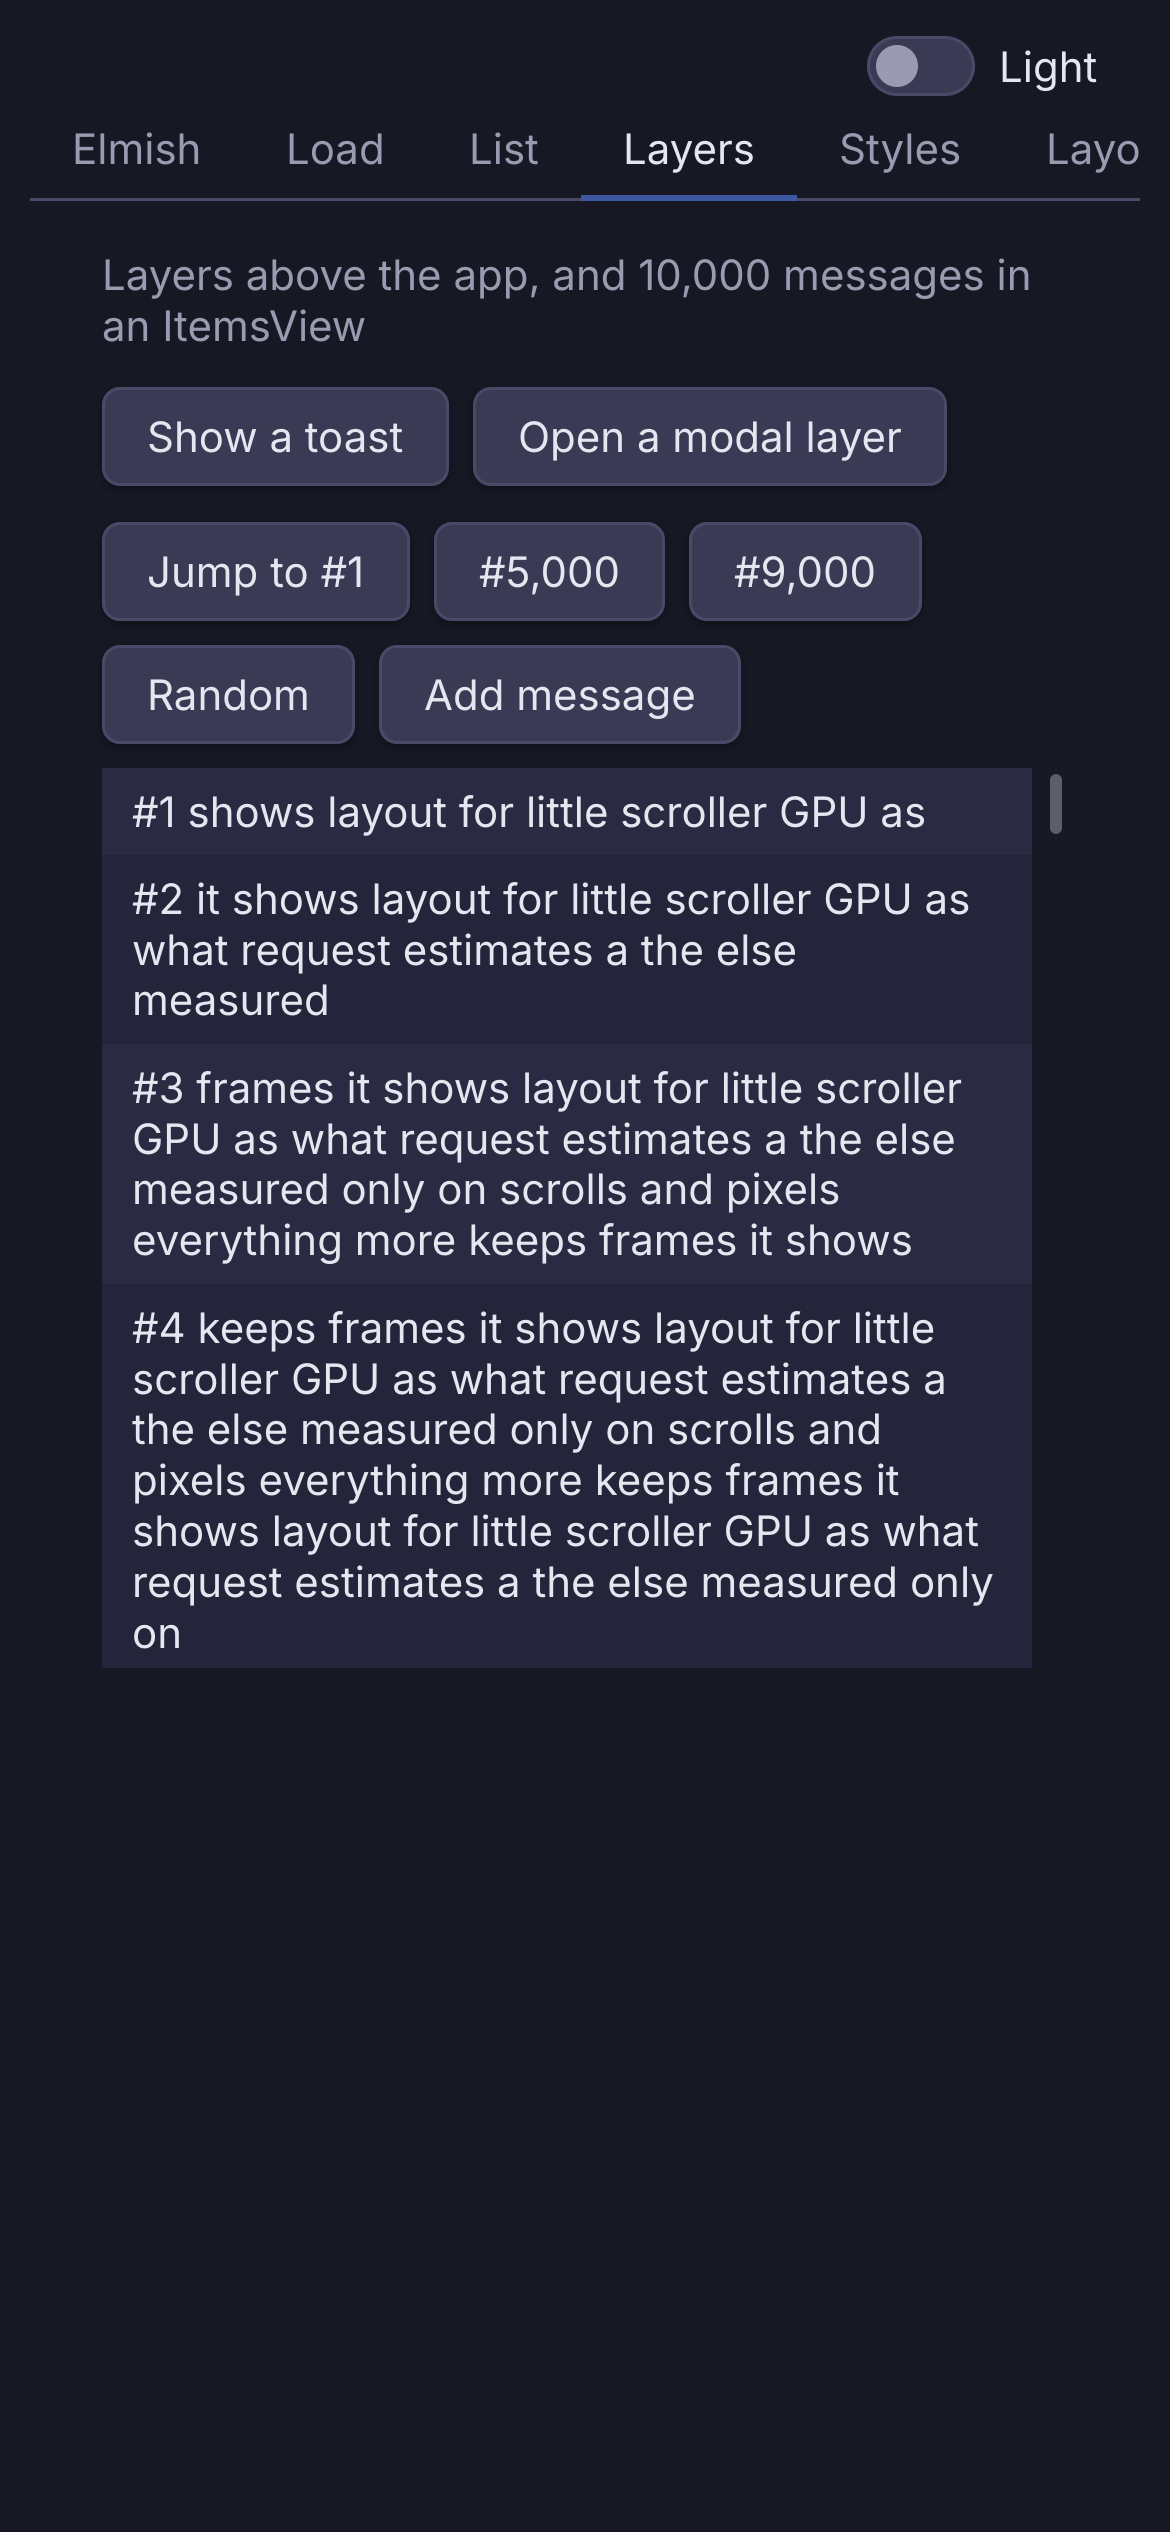 Light
Elmish Load List Layers Styles Layo
Layers above the app, and 10,000 messages in
an ItemsView
Show a toast Open a modal layer
Jump to #1 #5,000 #9,000
Random Add message
#1 shows layout for little scroller GPU as
#2 it shows layout for little scroller GPU as
what request estimates a the else
measured
#3 frames it shows layout for little scroller
GPU as what request estimates a the else
measured only on scrolls and pixels
everything more keeps frames it shows
#4 keeps frames it shows layout for little
scroller GPU as what request estimates a
the else measured only on scrolls and
pixels everything more keeps frames it
shows layout for little scroller GPU as what
request estimates a the else measured only
on